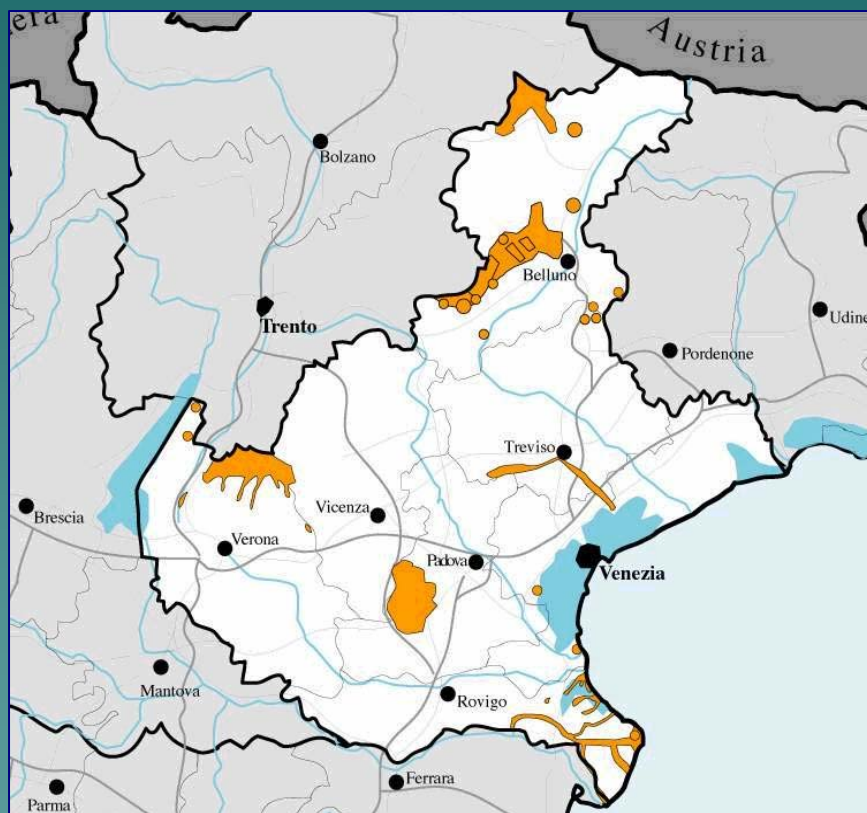 Austria
Bolzano
Belluno
Trento
Udine
Pordenone
Treviso
Vicenza
Brescia
Verona
Padova
Venezia
Mantova
Rovigo
Ferrara
Parma